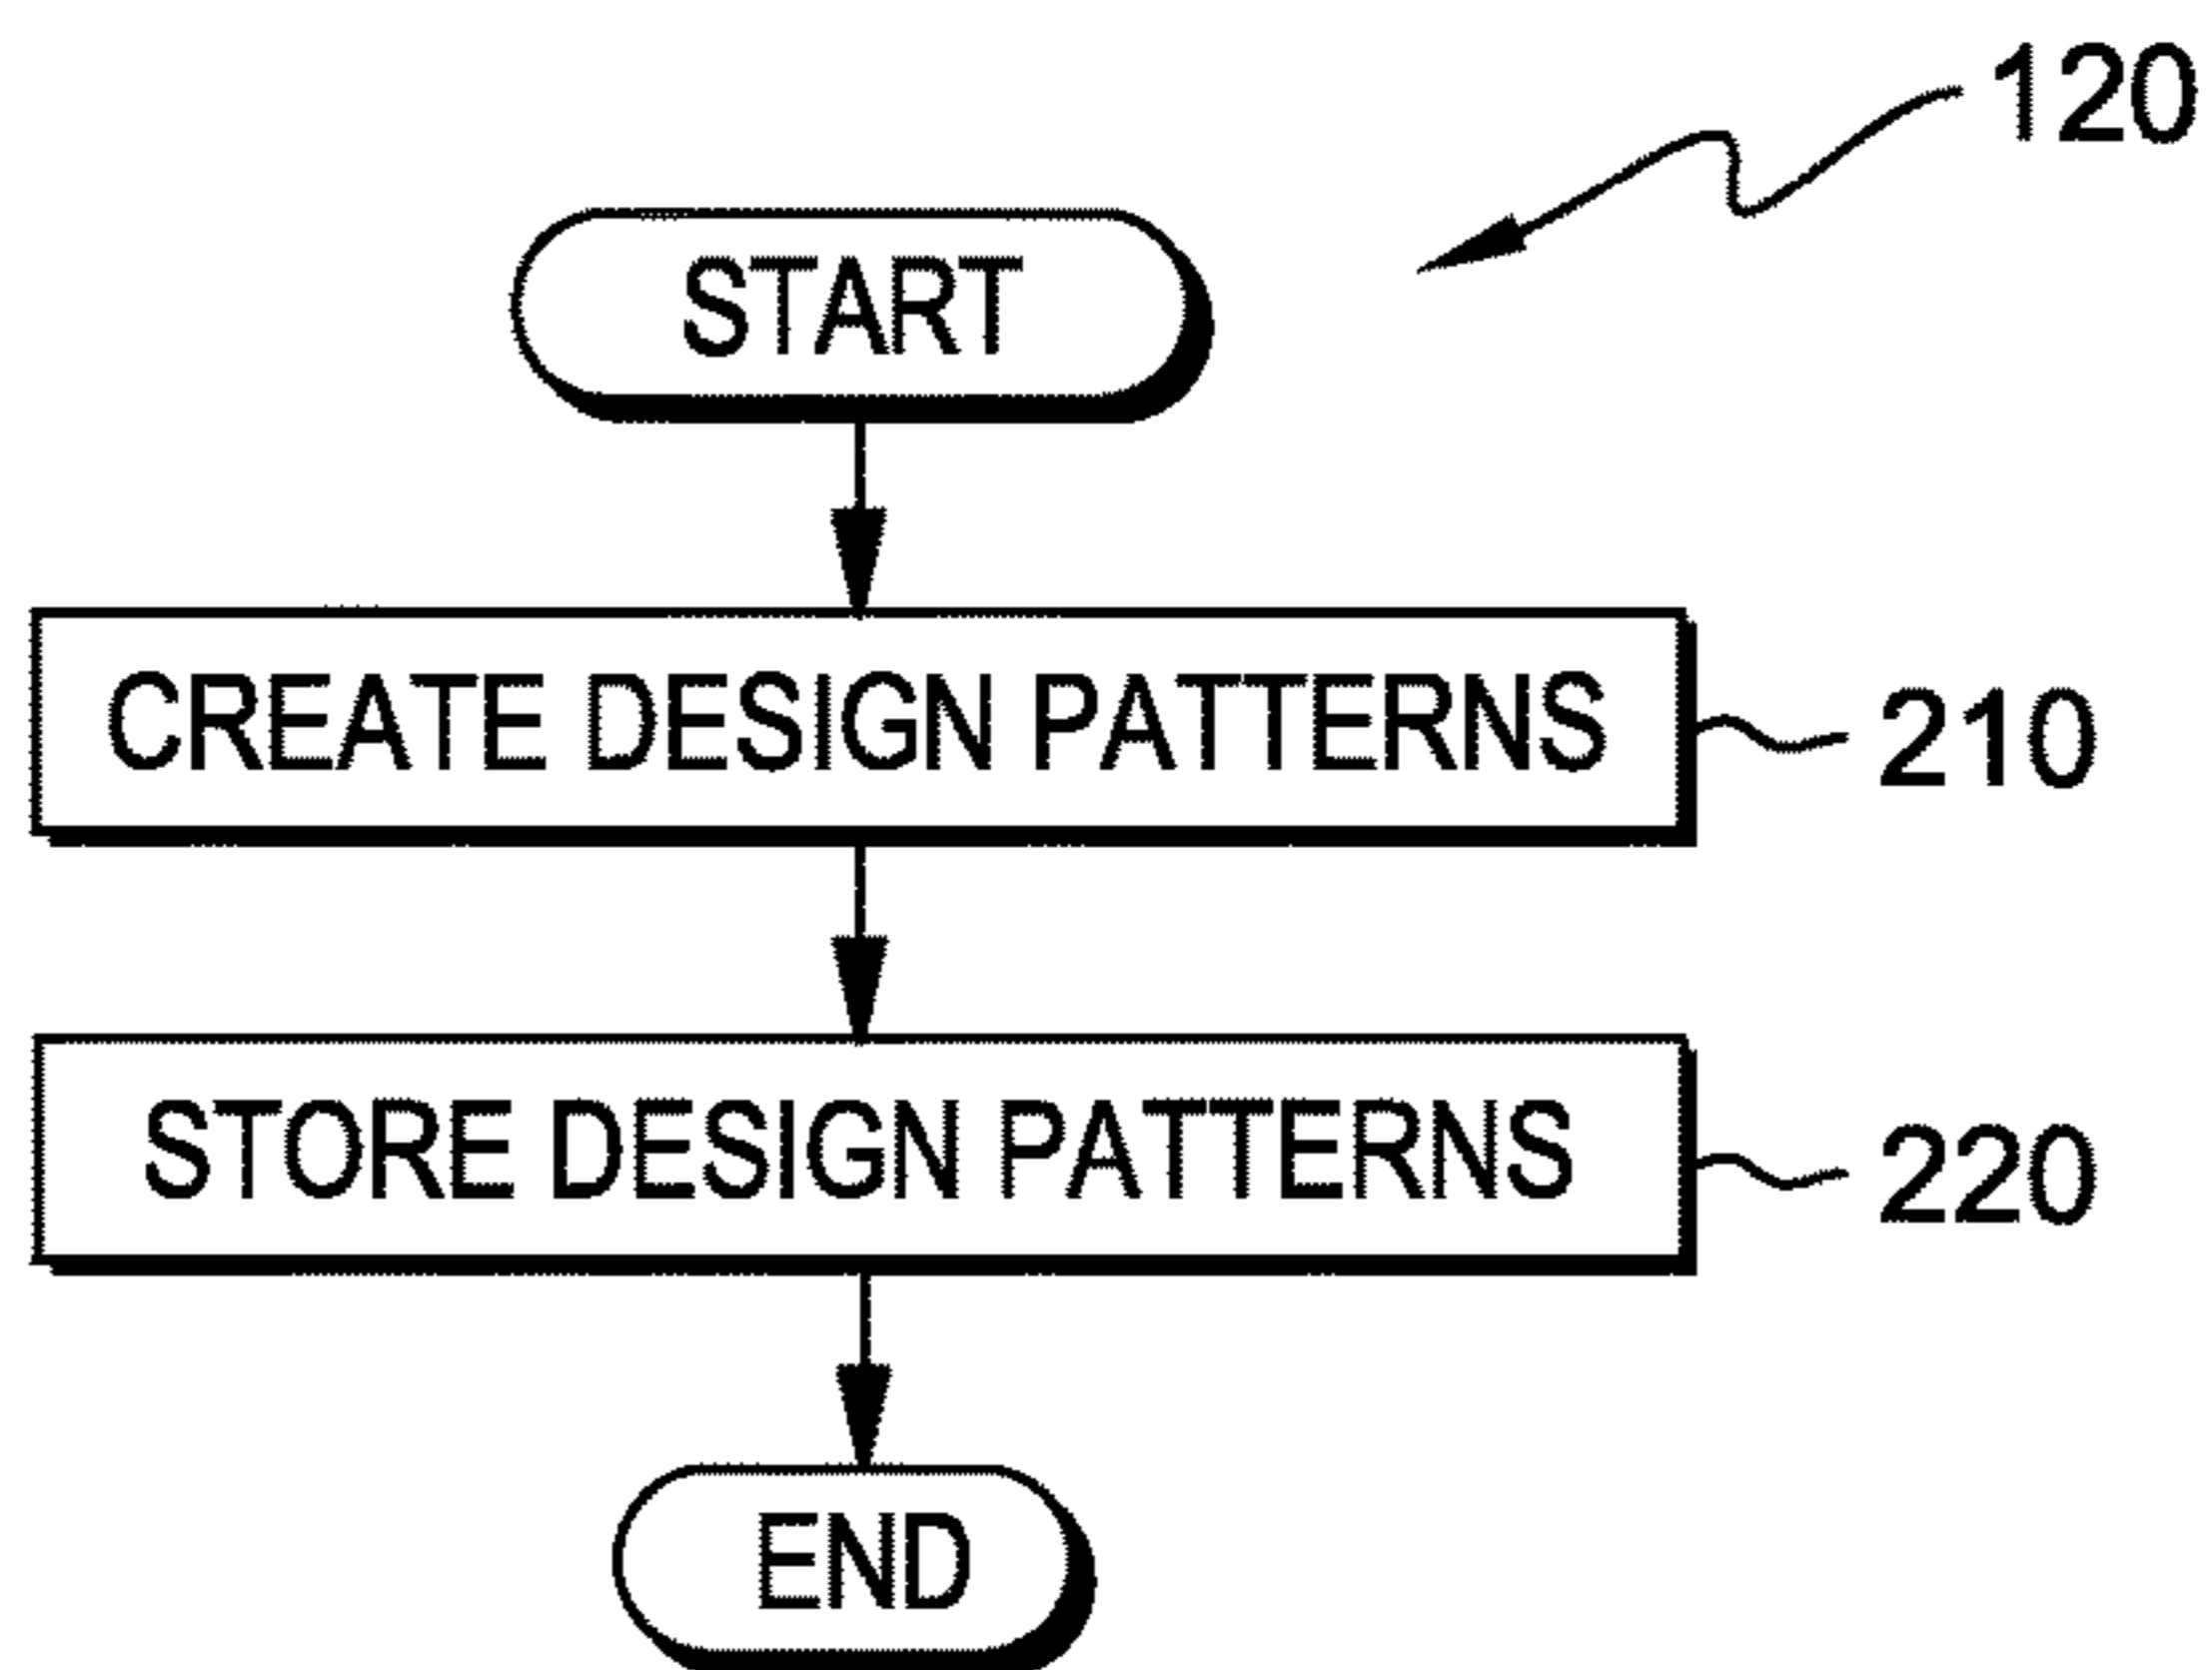 120
START
CREATE DESIGN PATTERNS
210
STORE DESIGN PATTERNS
220
END